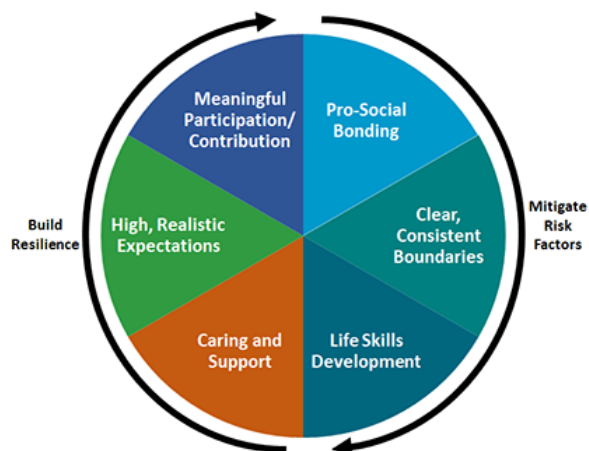 Meaningful
Participation/
Contribution
Pro-Social
Bonding
Clear,
Consistent
Boundaries
Life Skills
Development
Caring and
Support
High, Realistic
Expectations
Build
Resilience
Mitigate
Risk
Factors